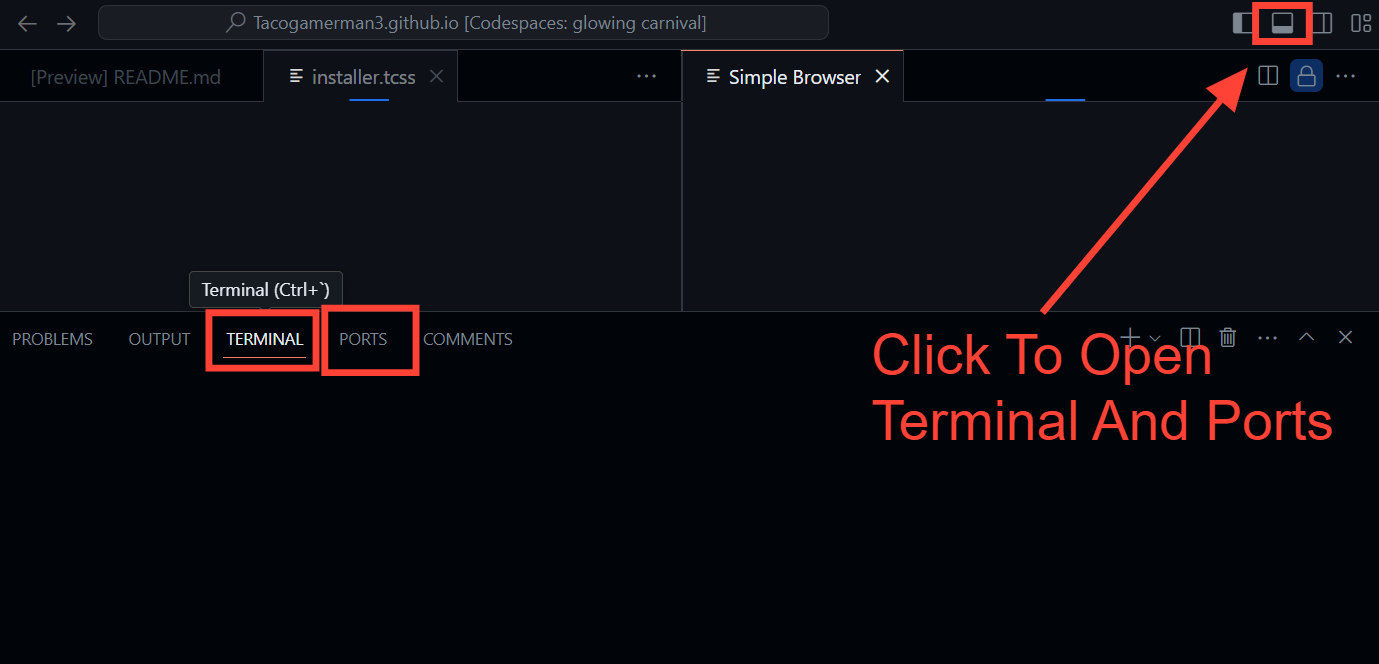 Tacogamerman3.github.io [Codespaces: glowing carnival]
[Preview] README.md
installer.tcss
Simple Browser
Terminal (Ctrl+`)
PROBLEMS OUTPUT TERMINAL PORTS COMMENTS
Click To Open
Terminal And Ports